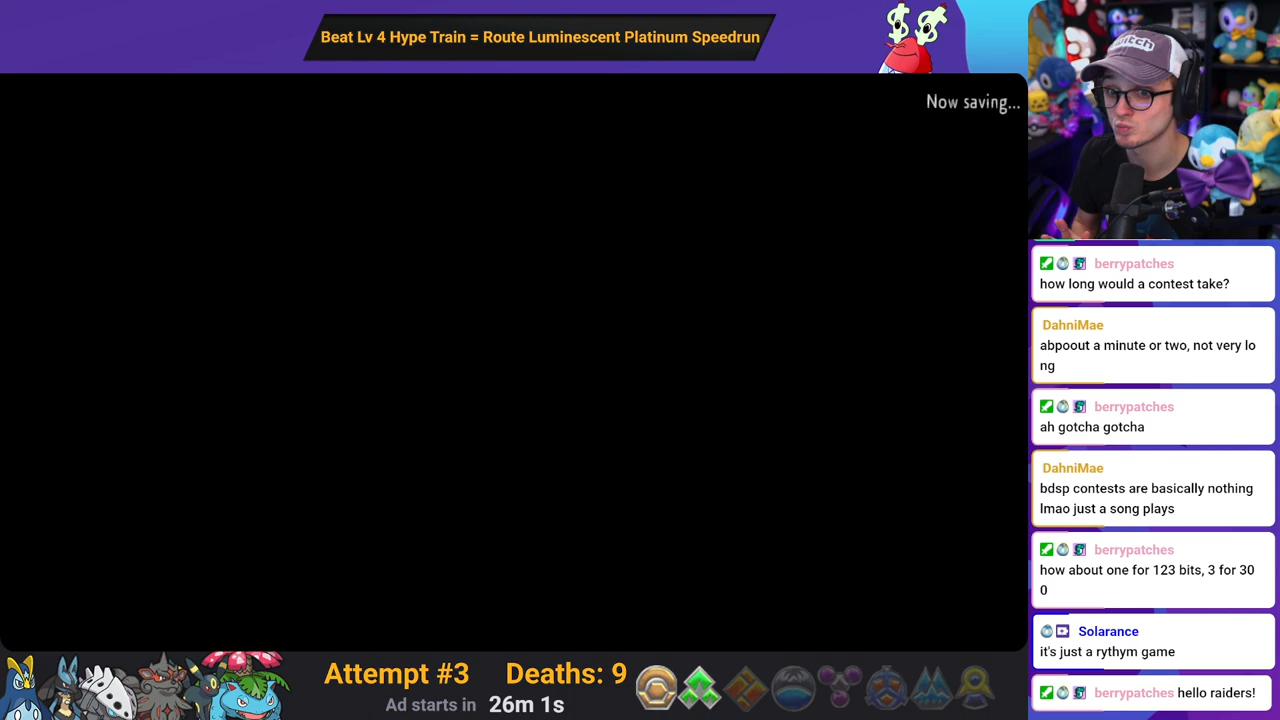 Beat Lv 4 Hype Train = Route Luminescent Platinum Speedrun
Now saving...
twitch
berrypatches
how long would a contest take?
DahniMae
abpoout a minute or two, not very lo
ng
berrypatches
ah gotcha gotcha
DahniMae
bdsp contests are basically nothing
lmao just a song plays
berrypatches
how about one for 123 bits, 3 for 30
0
Solarance
it's just a rythym game
berrypatches hello raiders!
Attempt #3 Deaths: 9
Ad starts in 26m 1s